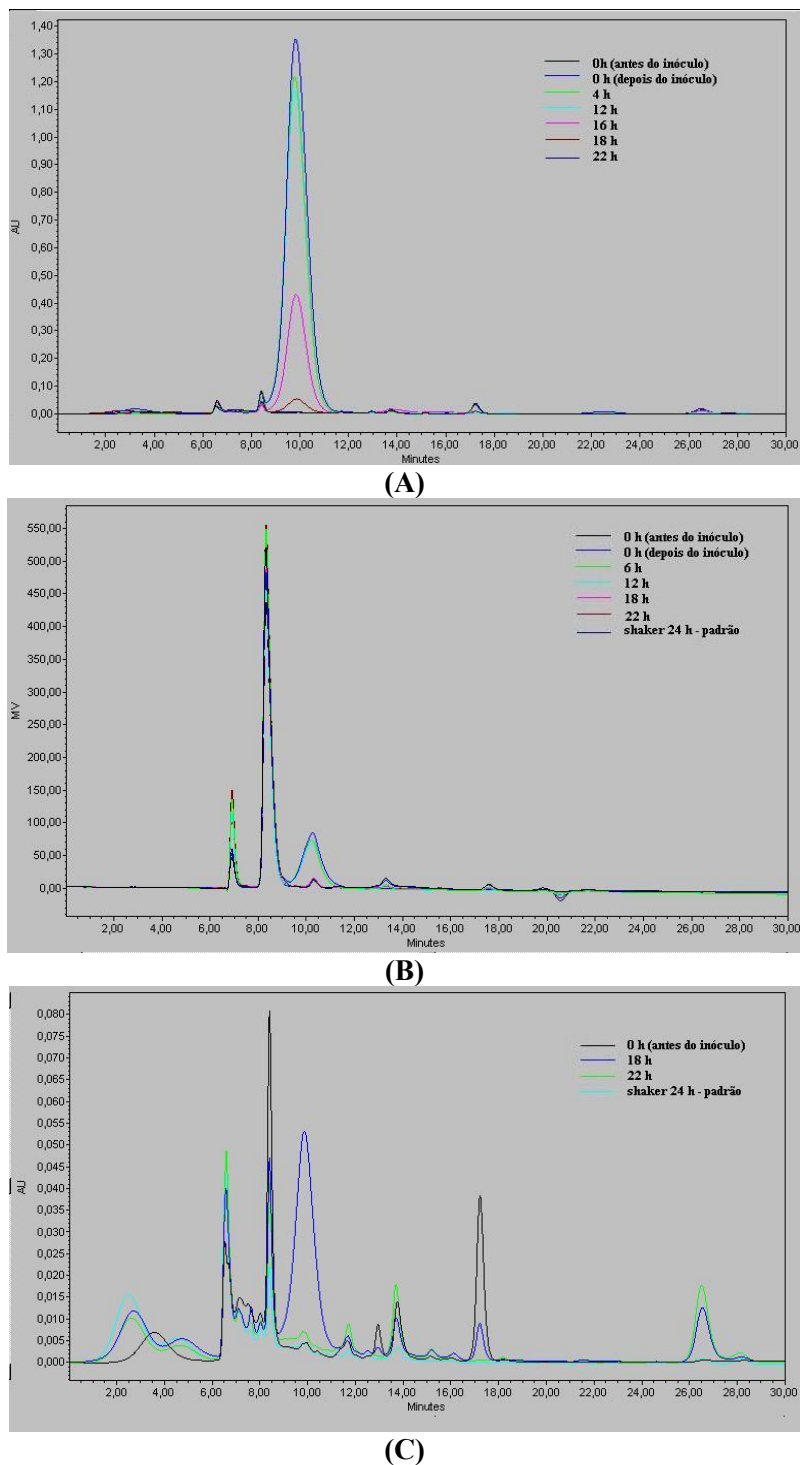 1,40
1,30
1,20
1,10
1,00
0,90
0,80
0,70
0,60
0,50
0,40
0,30
0,20
0,10
0,00
AU
0h (antes do inóculo)
0 h (depois do inóculo)
4 h
12 h
16 h
18 h
22 h
2,00 4,00 6,00 8,00 10,00 12,00 14,00 16,00 18,00 20,00 22,00 24,00 26,00 28,00 30,00
Minutes
(A)
550,00
500,00
450,00
400,00
350,00
300,00
250,00
200,00
150,00
100,00
50,00
0,00
MV
0 h (antes do inóculo)
0 h (depois do inóculo)
6 h
12 h
18 h
22 h
shaker 24 h - padrão
2,00 4,00 6,00 8,00 10,00 12,00 14,00 16,00 18,00 20,00 22,00 24,00 26,00 28,00 30,00
Minutes
(B)
0,080
0,075
0,070
0,065
0,060
0,055
0,050
0,045
0,040
0,035
0,030
0,025
0,020
0,015
0,010
0,005
0,000
AU
0 h (antes do inóculo)
18 h
22 h
shaker 24 h - padrão
2,00 4,00 6,00 8,00 10,00 12,00 14,00 16,00 18,00 20,00 22,00 24,00 26,00 28,00 30,00
Minutes
(C)